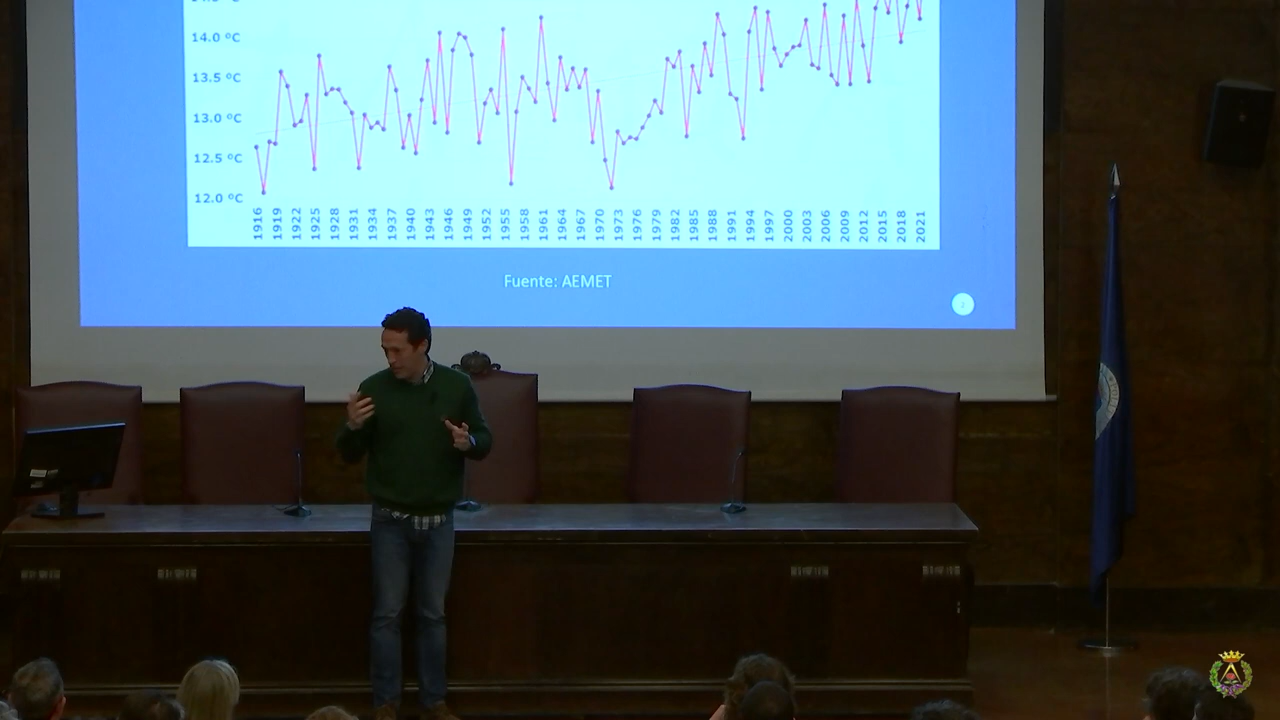 14.0 ºC
13.5 ºC
13.0 ºC
12.5 ºC
12.0 ºC
1916 1919 1922 1925 1928 1931 1934 1937 1940 1943 1946 1949 1952 1955 1958 1961 1964 1967 1970 1973 1976 1979 1982 1985 1988 1991 1994 1997 2000 2003 2006 2009 2012 2015 2018 2021
Fuente: AEMET